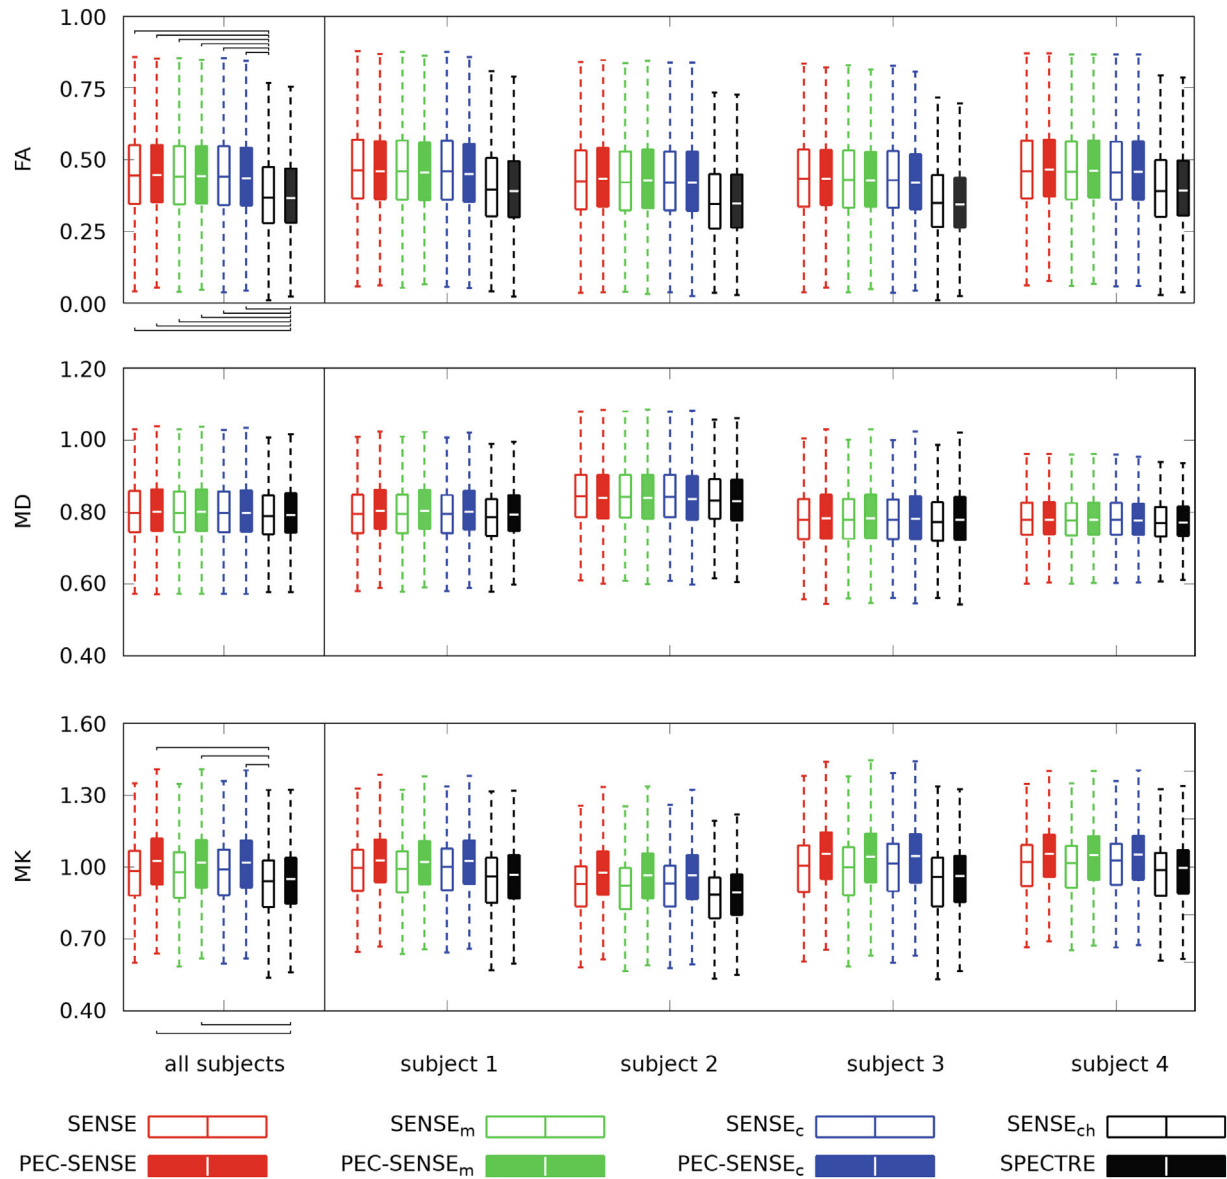 1.00
0.75
0.50
0.25
0.00
FA
1.20
1.00
0.80
0.60
0.40
MD
1.60
1.30
1.00
0.70
0.40
MK
all subjects subject 1 subject 2 subject 3 subject 4
SENSE SENSEm SENSEc SENSEch
PEC-SENSE PEC-SENSEm PEC-SENSEc SPECTRE